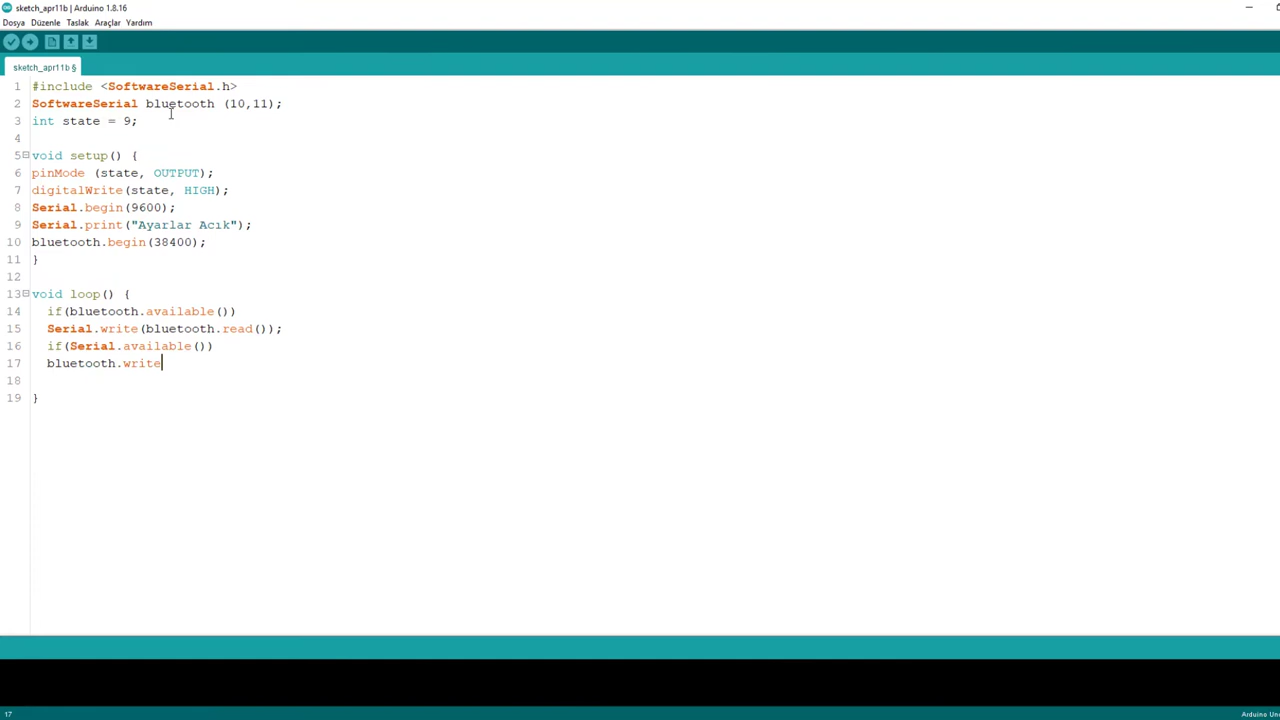 sketch_apr11b | Arduino 1.8.16
Dosya Düzenle Taslak Araçlar Yardım
sketch_apr11b §
1 #include <SoftwareSerial.h>
2 SoftwareSerial bluetooth (10,11);
3 int state = 9;
4
5 void setup() {
6 pinMode (state, OUTPUT);
7 digitalWrite(state, HIGH);
8 Serial.begin(9600);
9 Serial.print("Ayarlar Acık");
10 bluetooth.begin(38400);
11 }
12
13 void loop() {
14 if(bluetooth.available())
15 Serial.write(bluetooth.read());
16 if(Serial.available())
17 bluetooth.write
18
19 }
17 Arduino Uno